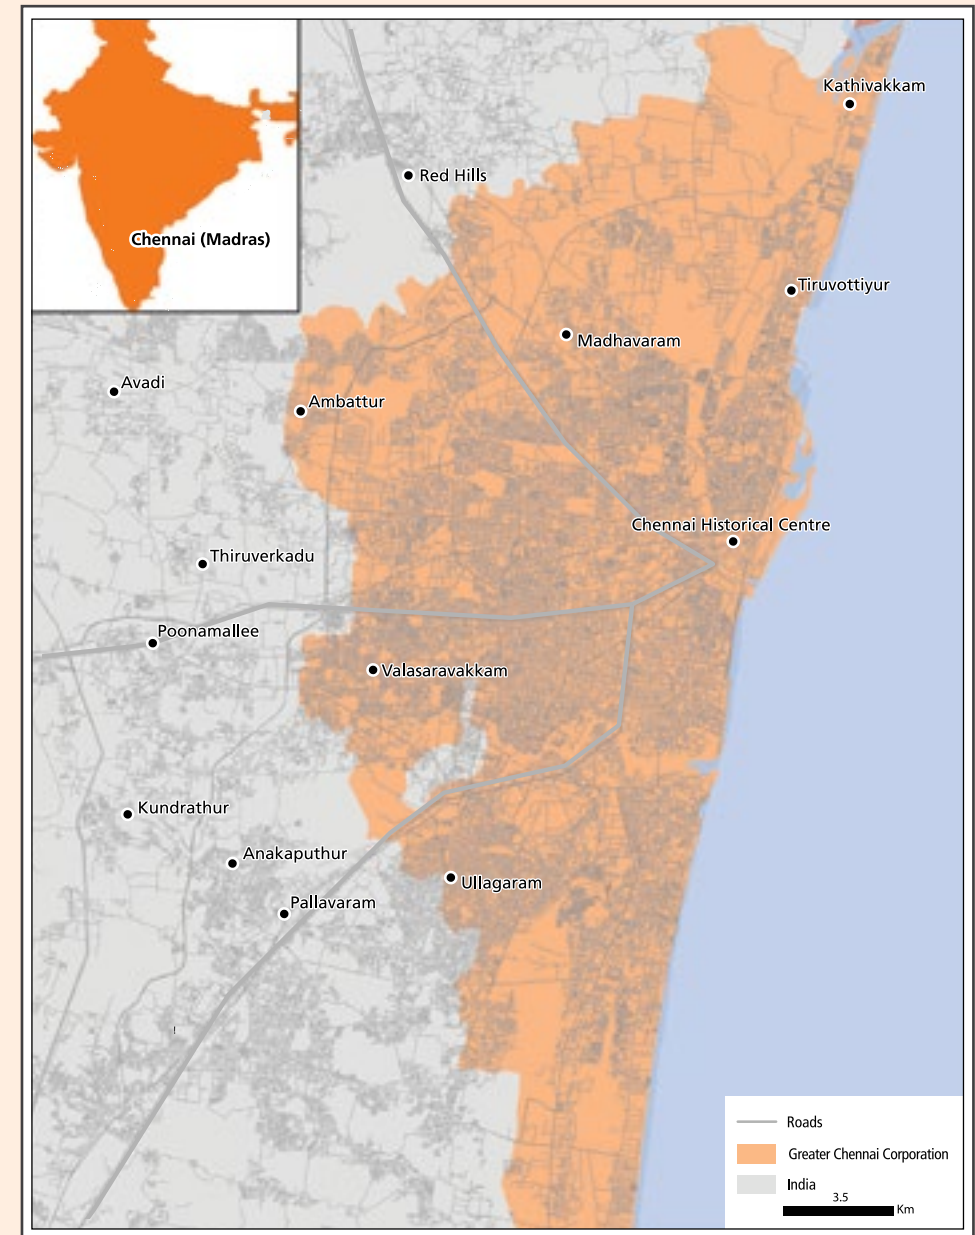 Kathivakkam
Red Hills
Chennai (Madras)
Tiruvottiyur
Madhavaram
Avadi
Ambattur
Chennai Historical Centre
Thiruverkadu
Poonamallee
Valasaravakkam
Kundrathur
Anakaputhur
Ullagaram
Pallavaram
!
Roads
Greater Chennai Corporation
India
3.5
Km